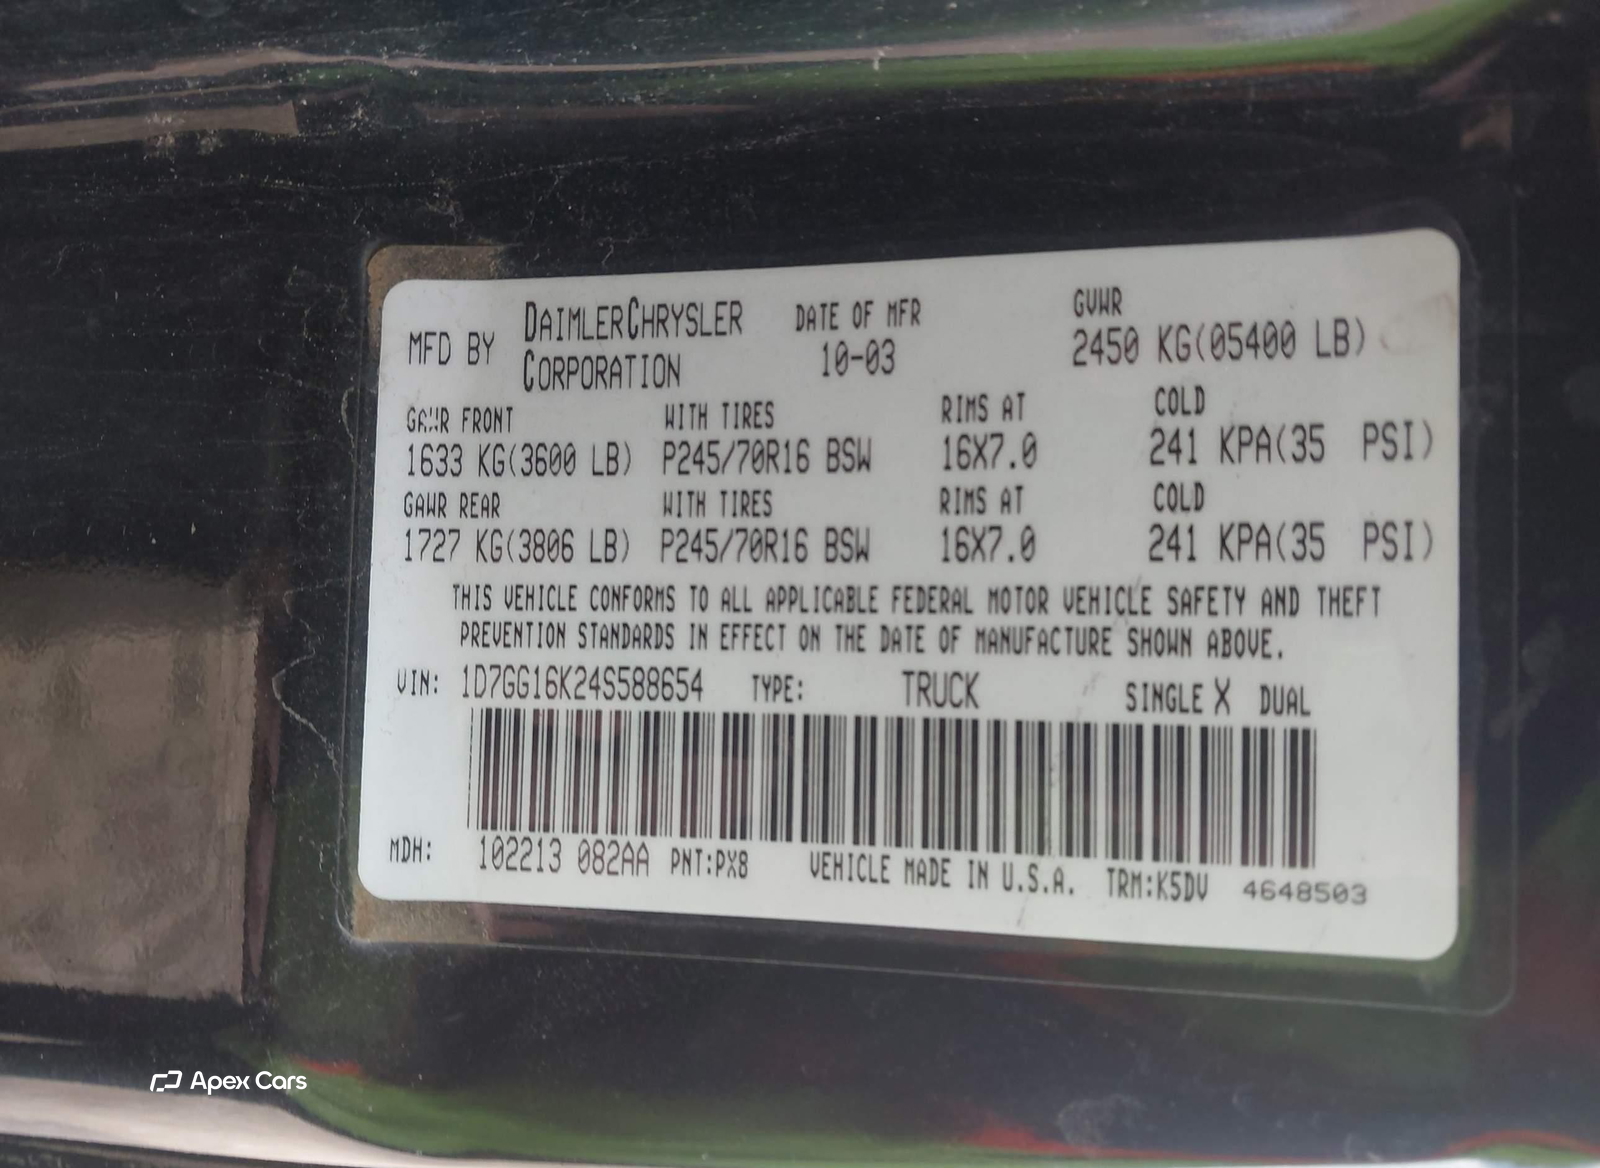 MFD BY DAIMLERCHRYSLER CORPORATION DATE OF MFR 10-03 GVWR 2450 KG(05400 LB)
GAWR FRONT WITH TIRES RIMS AT COLD
1633 KG(3600 LB) P245/70R16 BSW 16X7.0 241 KPA(35 PSI)
GAWR REAR WITH TIRES RIMS AT COLD
1727 KG(3806 LB) P245/70R16 BSW 16X7.0 241 KPA(35 PSI)
THIS VEHICLE CONFORMS TO ALL APPLICABLE FEDERAL MOTOR VEHICLE SAFETY AND THEFT
PREVENTION STANDARDS IN EFFECT ON THE DATE OF MANUFACTURE SHOWN ABOVE.
VIN: 1D7GG16K24S588654 TYPE: TRUCK SINGLE X DUAL
MDH: 102213 082AA PNT:PX8 VEHICLE MADE IN U.S.A. TRM:K5DV 4648503
Apex Cars